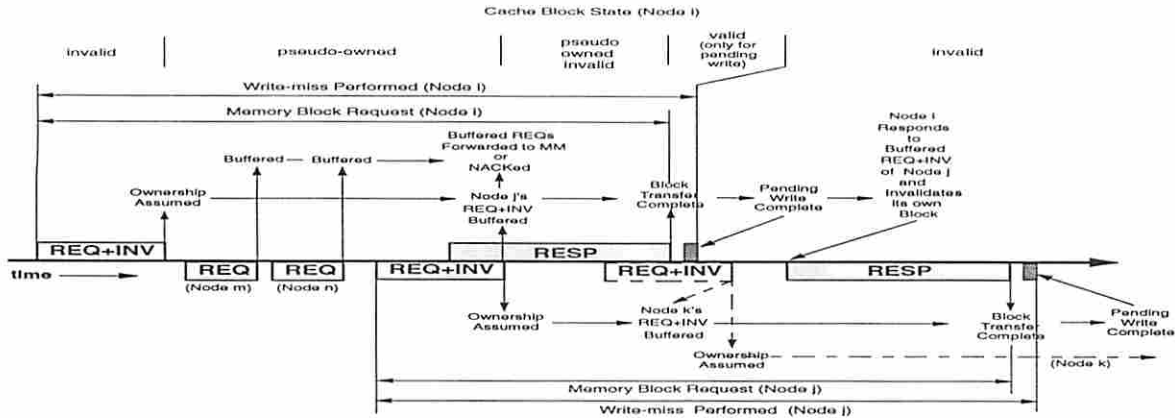 Cache Block State (Node i)
invalid
pseudo-owned
pseudo
owned
invalid
valid
(only for
pending
write)
invalid
Write-miss Performed (Node i)
Memory Block Request (Node i)
Buffered
Buffered
Buffered REQs
Forwarded to MM
or
NACKed
Node i
Responds
to
Buffered
REQ+INV
of Node j
and
Invalidates
its own
Block
Ownership
Assumed
Node j's
REQ+INV
Buffered
Block
Transfer
Complete
Pending
Write
Complete
REQ+INV
RESP
time
REQ
(Node m)
REQ
(Node n)
REQ+INV
REQ+INV
RESP
Ownership
Assumed
Node k's
REQ+INV
Buffered
Block
Transfer
Complete
Pending
Write
Complete
Ownership
Assumed
(Node k)
Memory Block Request (Node j)
Write-miss Performed (Node j)